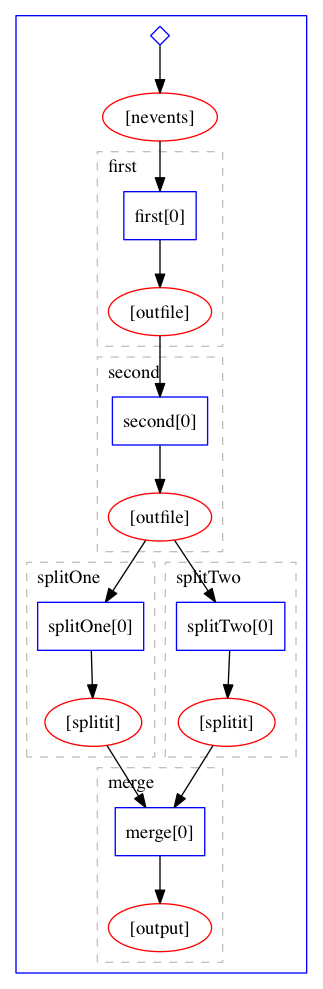 [nevents]
first
first[0]
[outfile]
second
second[0]
[outfile]
splitOne
splitTwo
splitOne[0]
splitTwo[0]
[splitit]
[splitit]
merge
merge[0]
[output]